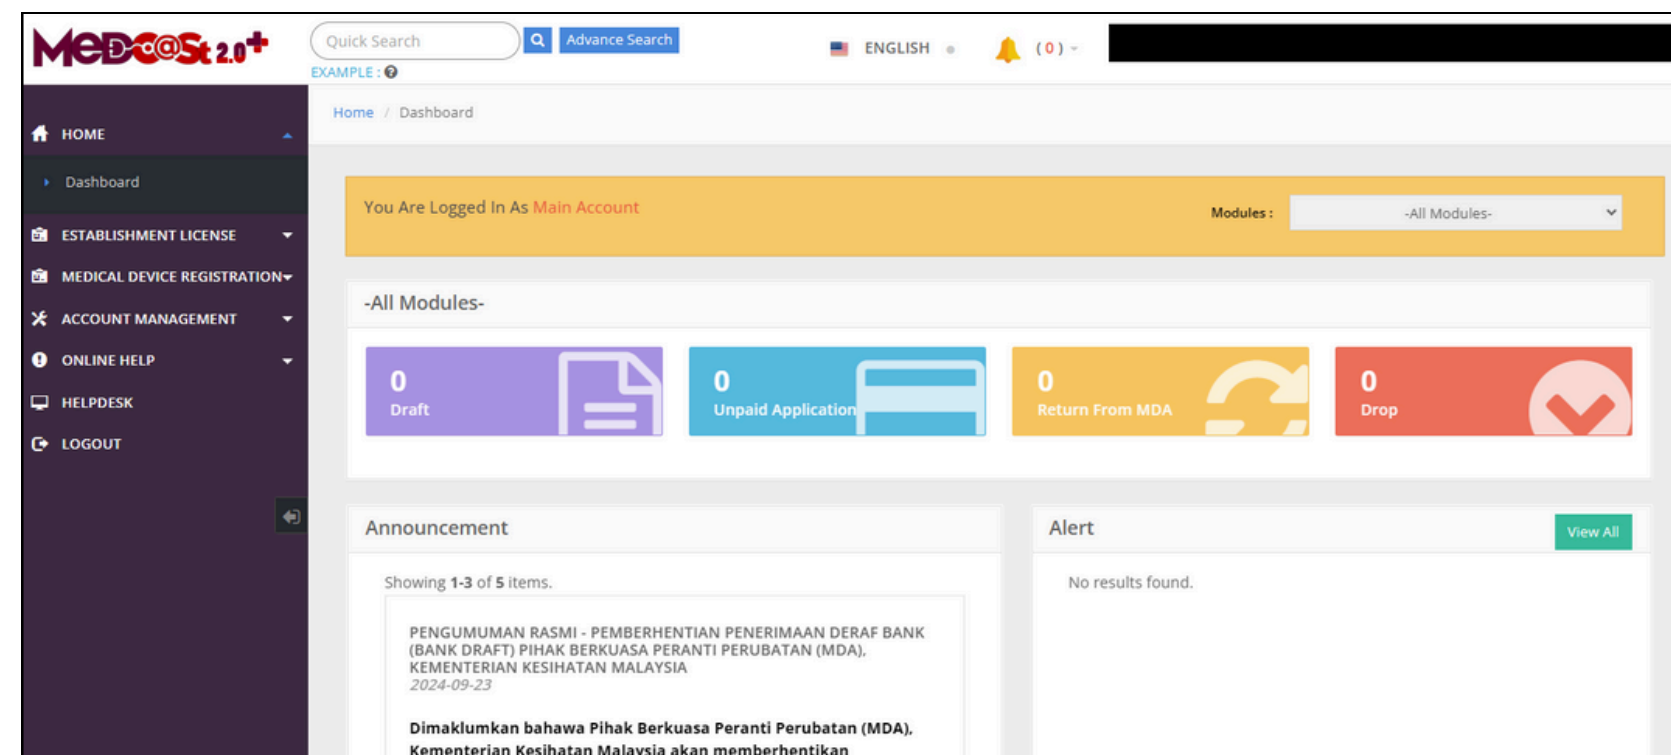 MeDC@St 2.0+
Quick Search
Advance Search
ENGLISH
( 0 )
EXAMPLE :
Home / Dashboard
HOME
Dashboard
ESTABLISHMENT LICENSE
MEDICAL DEVICE REGISTRATION
ACCOUNT MANAGEMENT
ONLINE HELP
HELPDESK
LOGOUT
You Are Logged In As Main Account
Modules :
-All Modules-
-All Modules-
0
Draft
0
Unpaid Application
0
Return From MDA
0
Drop
Announcement
Showing 1-3 of 5 items.
PENGUMUMAN RASMI - PEMBERHENTIAN PENERIMAAN DERAF BANK
(BANK DRAFT) PIHAK BERKUASA PERANTI PERUBATAN (MDA),
KEMENTERIAN KESIHATAN MALAYSIA
2024-09-23
Dimaklumkan bahawa Pihak Berkuasa Peranti Perubatan (MDA),
Kementerian Kesihatan Malaysia akan memberhentikan
Alert
View All
No results found.